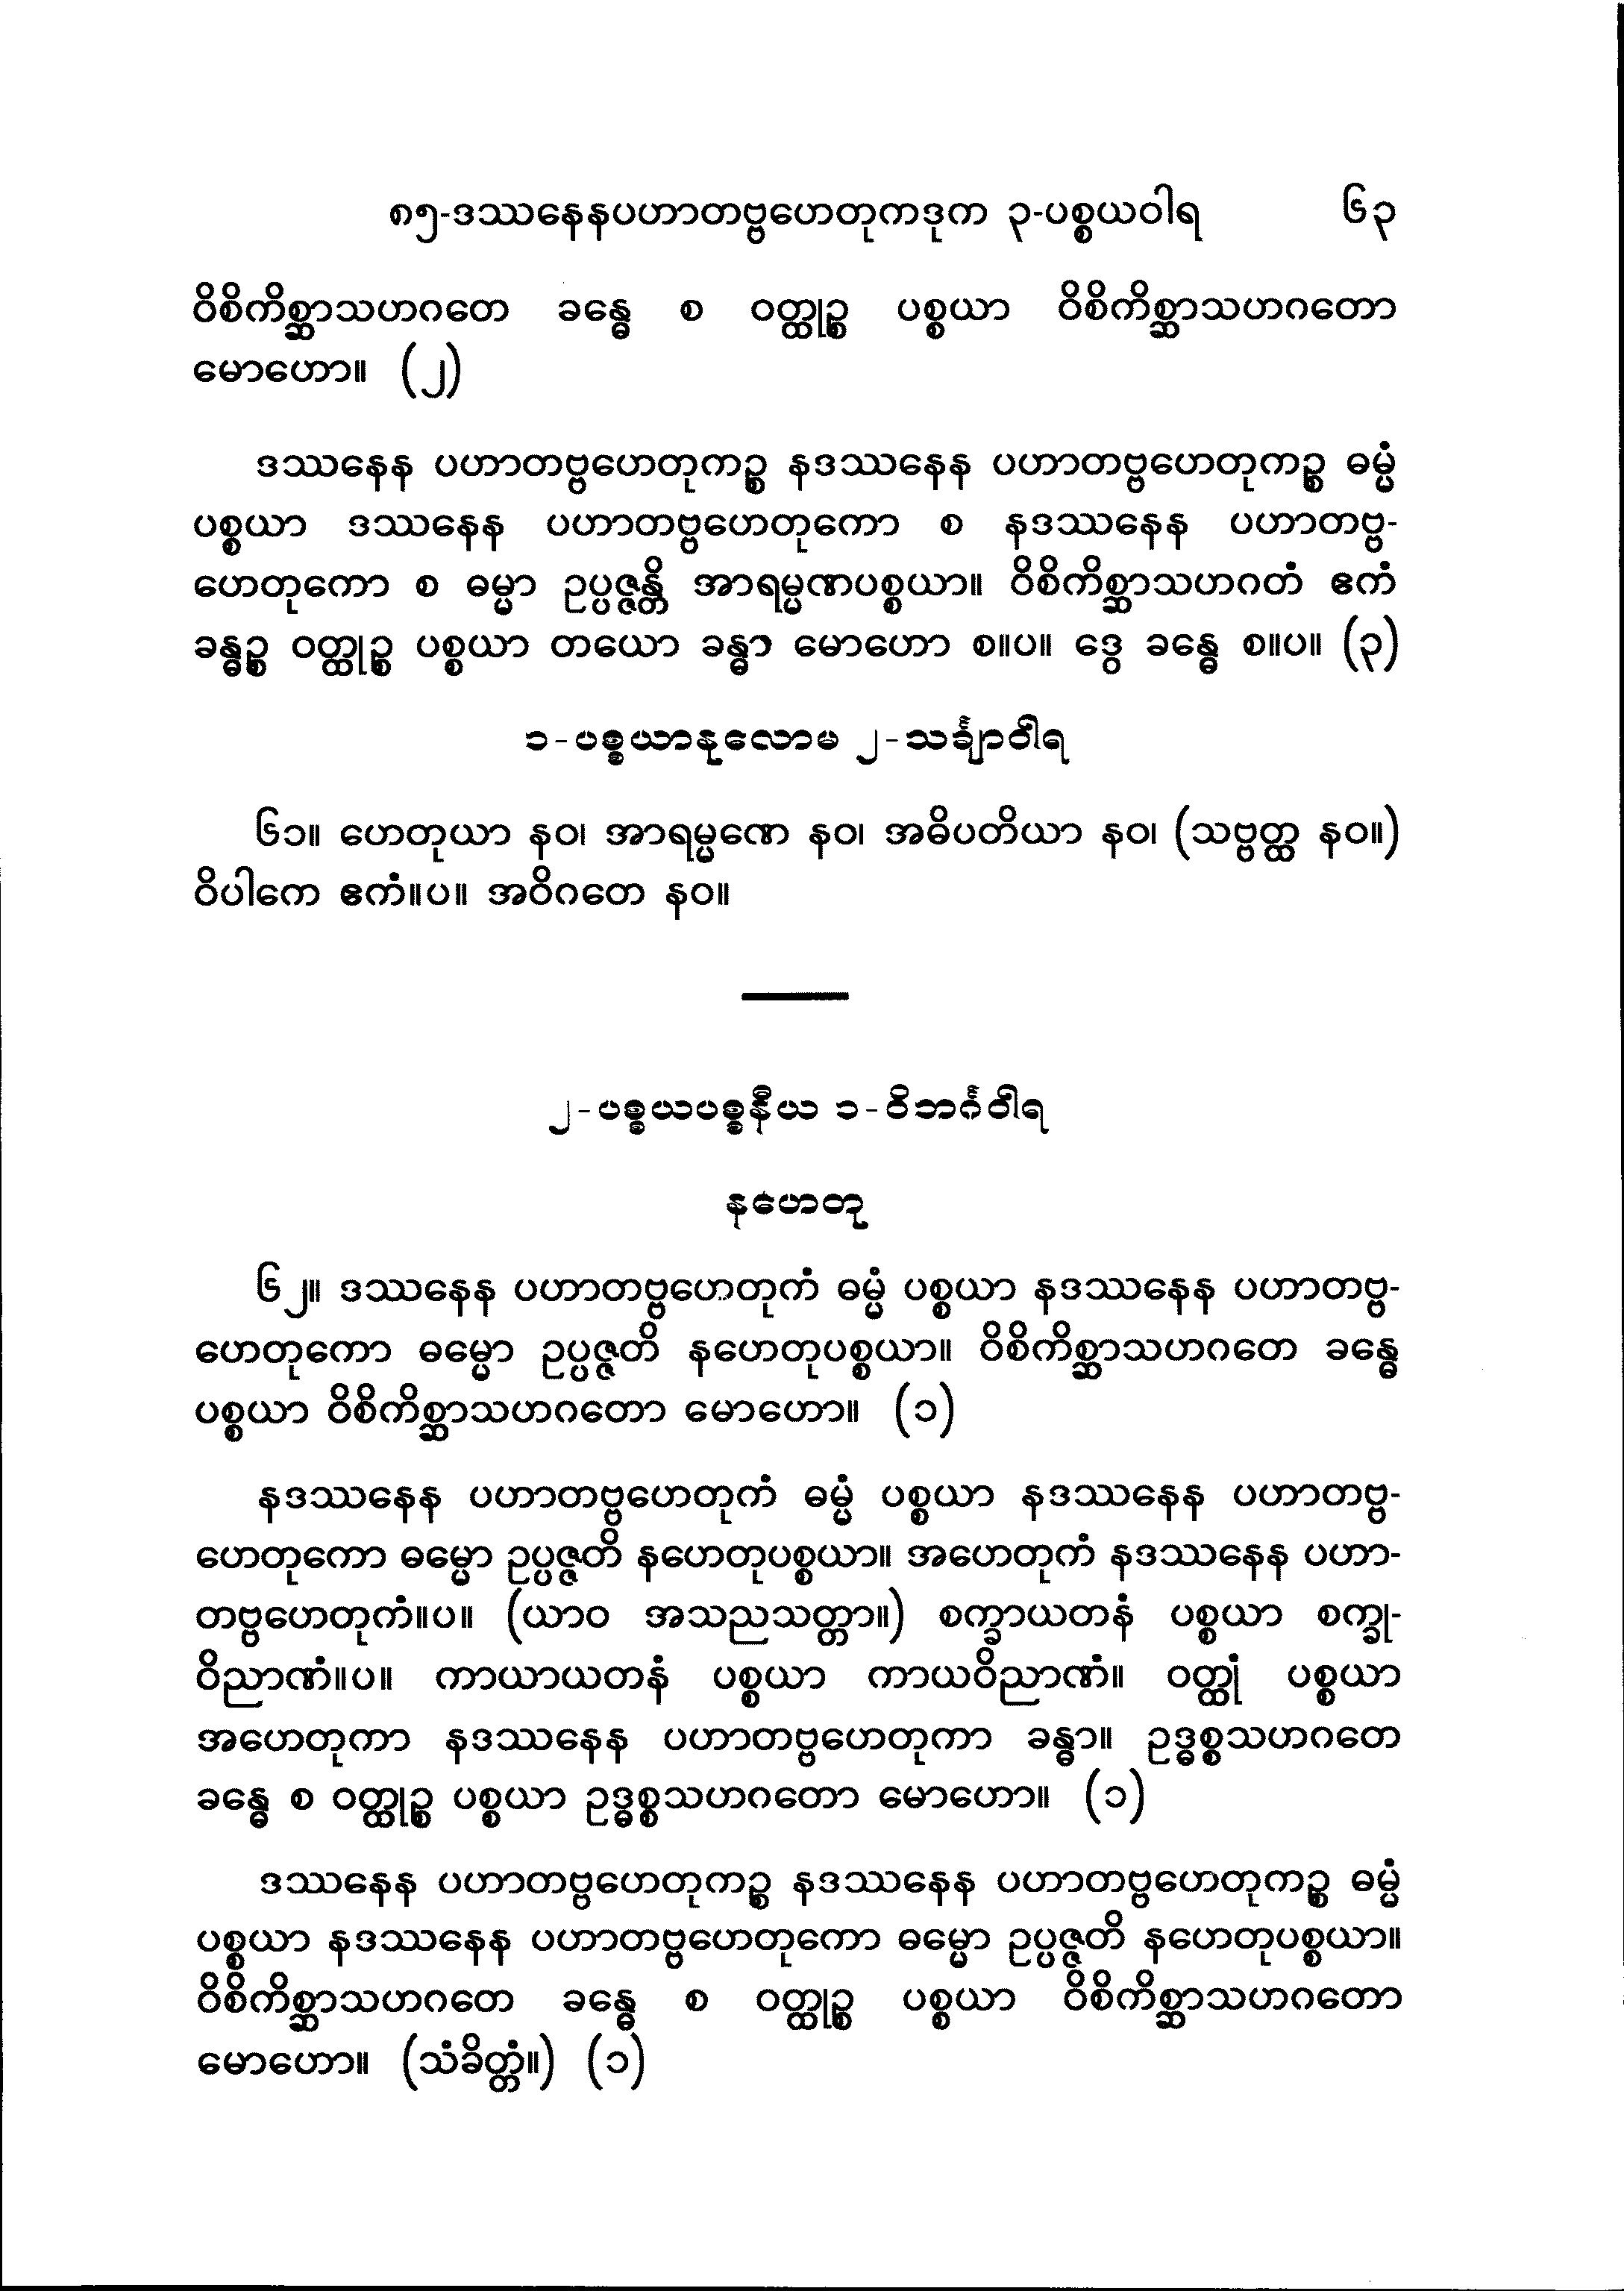 ၈၅-ဒဿနေနပဟာတဗ္ဗဟေတုကဒုက ၃-ပစ္စယဝါရ ၆၃
ဝိစိကိစ္ဆာသဟဂတေ ခန္ဓေ စ ဝတ္ထုဉ္စ ပစ္စယာ ဝိစိကိစ္ဆာသဟဂတော
မောဟော။ (၂)
ဒဿနေန ပဟာတဗ္ဗဟေတုကဉ္စ နဒဿနေန ပဟာတဗ္ဗဟေတုကဉ္စ ဓမ္မံ
ပစ္စယာ ဒဿနေန ပဟာတဗ္ဗဟေတုကော စ နဒဿနေန ပဟာတဗ္ဗ-
ဟေတုကော စ ဓမ္မာ ဥပ္ပဇ္ဇန္တိ အာရမ္မဏပစ္စယာ။ ဝိစိကိစ္ဆာသဟဂတံ ဧကံ
ခန္ဓဉ္စ ဝတ္ထုဉ္စ ပစ္စယာ တယော ခန္ဓာ မောဟော စ။ပ။ ဒွေ ခန္ဓေ စ။ပ။ (၃)
၁-ပစ္စယာနုလောမ ၂-သင်္ချာဝါရ
၆၁။ ဟေတုယာ နဝ၊ အာရမ္မဏေ နဝ၊ အဓိပတိယာ နဝ၊ (သဗ္ဗတ္ထ နဝ။)
ဝိပါကေ ဧကံ။ပ။ အဝိဂတေ နဝ။
၂-ပစ္စယပစ္စနီယ ၁-ဝိဘင်္ဂဝါရ
နဟေတု
၆၂။ ဒဿနေန ပဟာတဗ္ဗဟေတုကံ ဓမ္မံ ပစ္စယာ နဒဿနေန ပဟာတဗ္ဗ-
ဟေတုကော ဓမ္မော ဥပ္ပဇ္ဇတိ နဟေတုပစ္စယာ။ ဝိစိကိစ္ဆာသဟဂတေ ခန္ဓေ
ပစ္စယာ ဝိစိကိစ္ဆာသဟဂတော မောဟော။ (၁)
နဒဿနေန ပဟာတဗ္ဗဟေတုကံ ဓမ္မံ ပစ္စယာ နဒဿနေန ပဟာတဗ္ဗ-
ဟေတုကော ဓမ္မော ဥပ္ပဇ္ဇတိ နဟေတုပစ္စယာ။ အဟေတုကံ နဒဿနေန ပဟာ-
တဗ္ဗဟေတုကံ။ပ။ (ယာဝ အသညသတ္တာ။) စက္ခာယတနံ ပစ္စယာ စက္ခု-
ဝိညာဏံ။ပ။ ကာယာယတနံ ပစ္စယာ ကာယဝိညာဏံ။ ဝတ္ထုံ ပစ္စယာ
အဟေတုကာ နဒဿနေန ပဟာတဗ္ဗဟေတုကာ ခန္ဓာ။ ဥဒ္ဓစ္စသဟဂတေ
ခန္ဓေ စ ဝတ္ထုဉ္စ ပစ္စယာ ဥဒ္ဓစ္စသဟဂတော မောဟော။ (၁)
ဒဿနေန ပဟာတဗ္ဗဟေတုကဉ္စ နဒဿနေန ပဟာတဗ္ဗဟေတုကဉ္စ ဓမ္မံ
ပစ္စယာ နဒဿနေန ပဟာတဗ္ဗဟေတုကော ဓမ္မော ဥပ္ပဇ္ဇတိ နဟေတုပစ္စယာ။
ဝိစိကိစ္ဆာသဟဂတေ ခန္ဓေ စ ဝတ္ထုဉ္စ ပစ္စယာ ဝိစိကိစ္ဆာသဟဂတော
မောဟော။ (သံခိတ္တံ။) (၁)